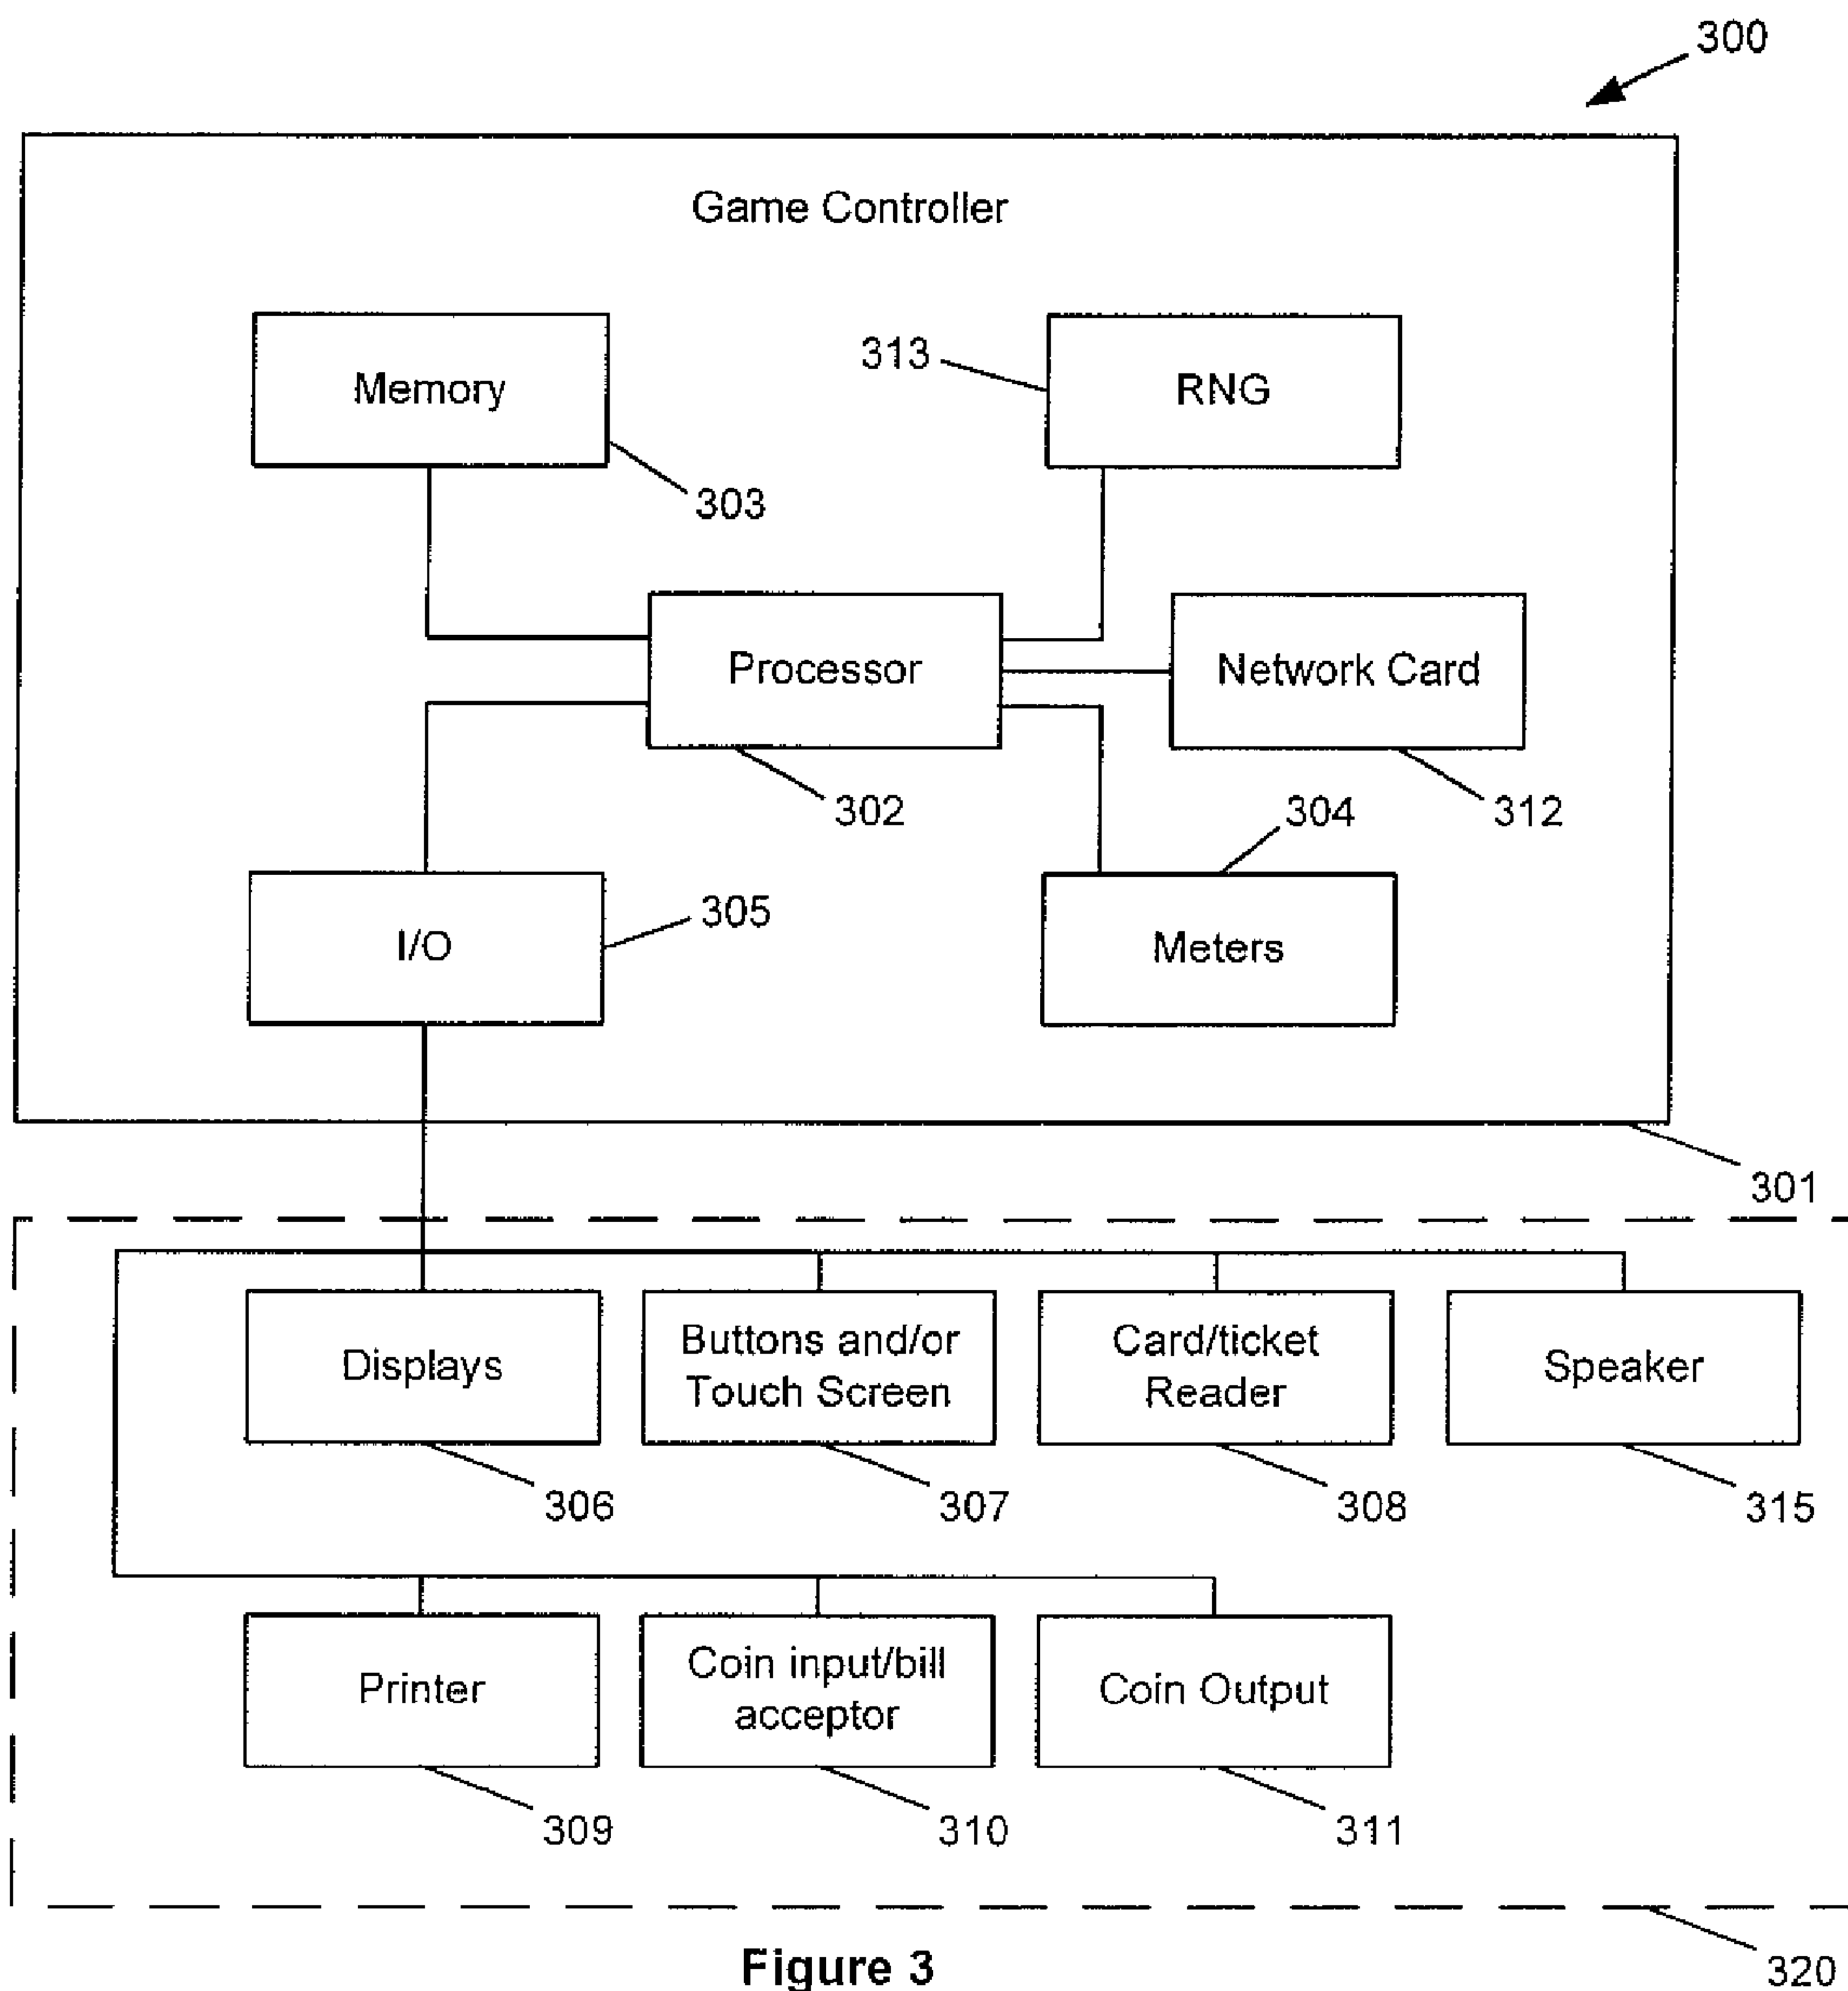 300
Game Controller
Memory
303
313
RNG
Processor
302
Network Card
312
304
I/O
305
Meters
301
Displays
306
Buttons and/or
Touch Screen
307
Card/ticket
Reader
308
Speaker
315
Printer
309
Coin input/bill
acceptor
310
Coin Output
311
320
Figure 3